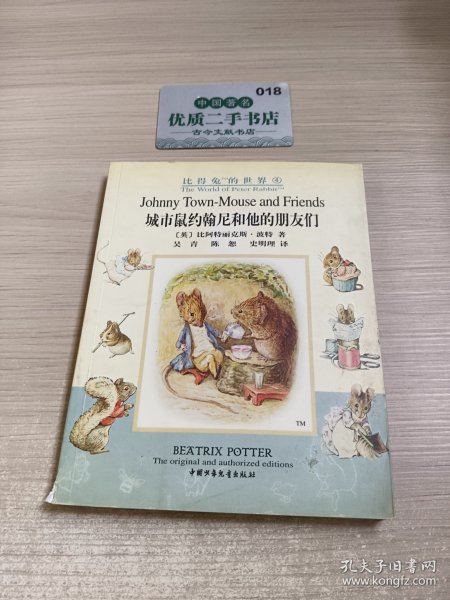 018
中国著名
优质二手书店
古今文献书店
比得兔™的世界④
The World of Peter Rabbit™
Johnny Town-Mouse and Friends
城市鼠约翰尼和他的朋友们
〔英〕比阿特丽克斯·波特 著
吴青 陈恕 史明理 译
TM
BEATRIX POTTER
The original and authorized editions
中国少年儿童出版社
孔夫子旧书网
www.kongfz.com